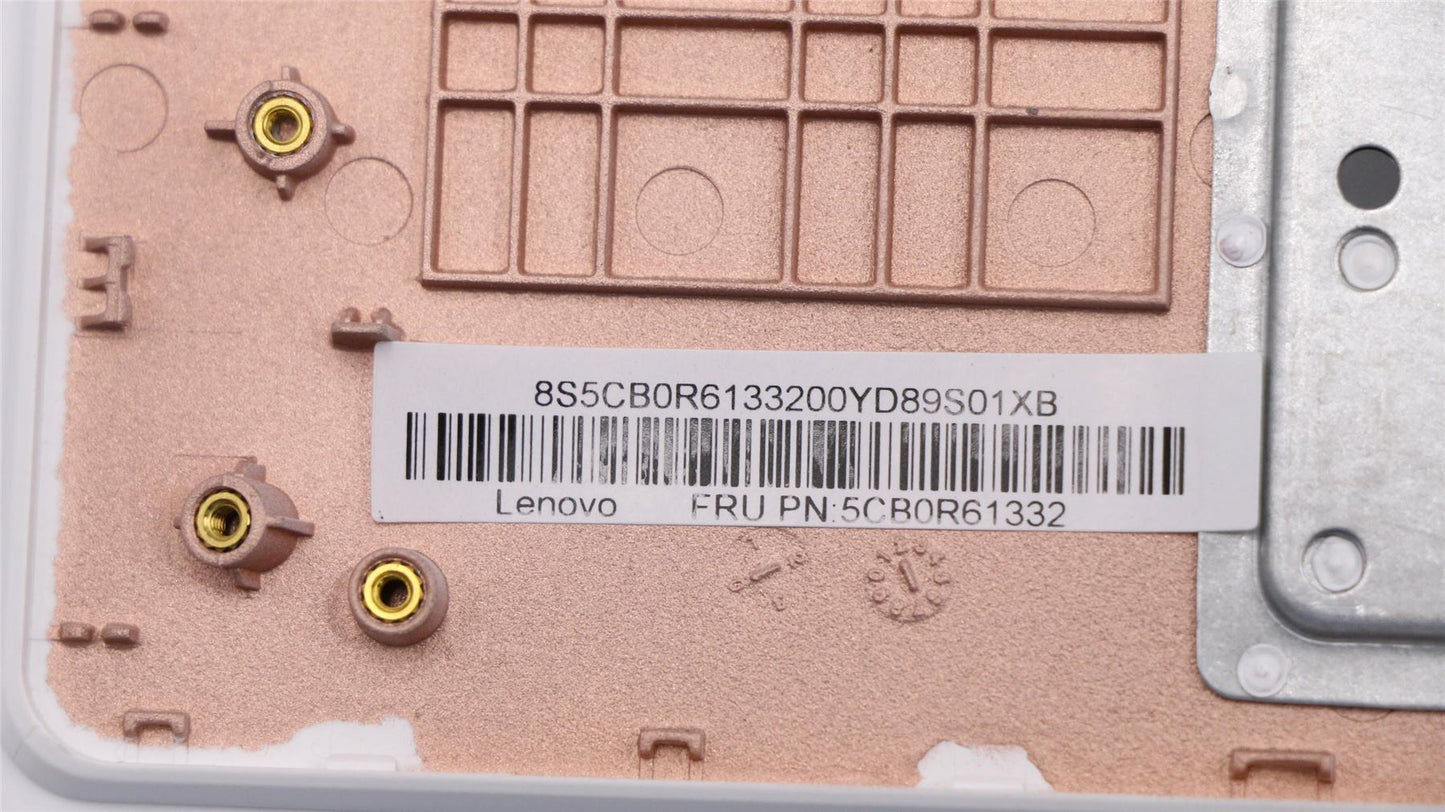 8S5CB0R6133200YD89S01XB
Lenovo FRU PN:5CB0R61332